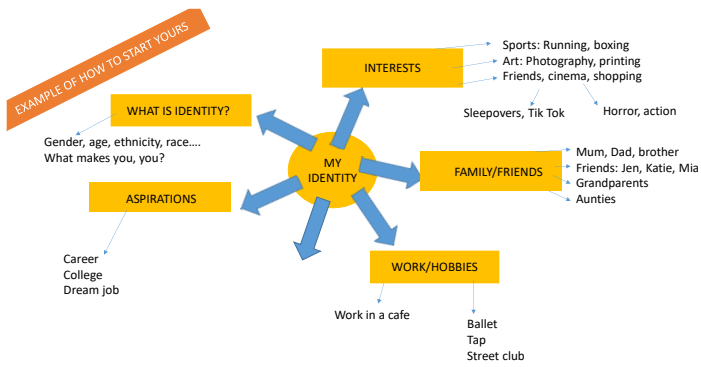 EXAMPLE OF HOW TO START YOURS
WHAT IS IDENTITY?
Gender, age, ethnicity, race….
What makes you, you?
INTERESTS
Sports: Running, boxing
Art: Photography, printing
Friends, cinema, shopping
Sleepovers, Tik Tok
Horror, action
MY
IDENTITY
FAMILY/FRIENDS
Mum, Dad, brother
Friends: Jen, Katie, Mia
Grandparents
Aunties
ASPIRATIONS
Career
College
Dream job
WORK/HOBBIES
Work in a cafe
Ballet
Tap
Street club